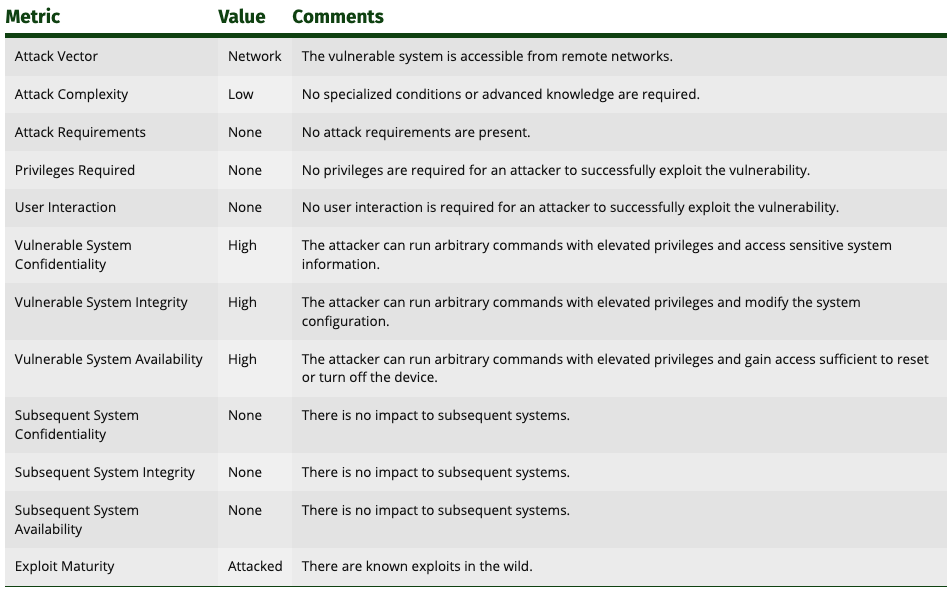 Metric Value Comments
Attack Vector Network The vulnerable system is accessible from remote networks.
Attack Complexity Low No specialized conditions or advanced knowledge are required.
Attack Requirements None No attack requirements are present.
Privileges Required None No privileges are required for an attacker to successfully exploit the vulnerability.
User Interaction None No user interaction is required for an attacker to successfully exploit the vulnerability.
Vulnerable System High The attacker can run arbitrary commands with elevated privileges and access sensitive system
Confidentiality information.
Vulnerable System Integrity High The attacker can run arbitrary commands with elevated privileges and modify the system
configuration.
Vulnerable System Availability High The attacker can run arbitrary commands with elevated privileges and gain access sufficient to reset
or turn off the device.
Subsequent System None There is no impact to subsequent systems.
Confidentiality
Subsequent System Integrity None There is no impact to subsequent systems.
Subsequent System None There is no impact to subsequent systems.
Availability
Exploit Maturity Attacked There are known exploits in the wild.